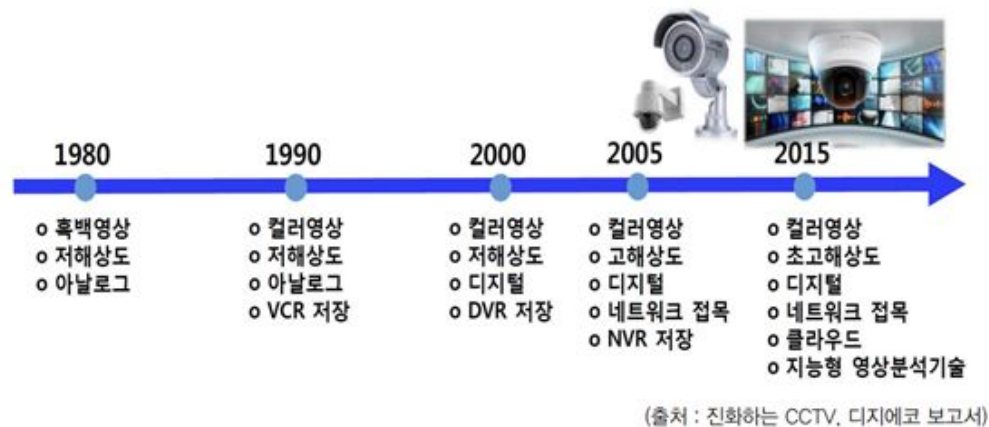 1980
o 흑백영상
o 저해상도
o 아날로그
1990
o 컬러영상
o 저해상도
o 아날로그
o VCR 저장
2000
o 컬러영상
o 저해상도
o 디지털
o DVR 저장
2005
o 컬러영상
o 고해상도
o 디지털
o 네트워크 접목
o NVR 저장
2015
o 컬러영상
o 초고해상도
o 디지털
o 네트워크 접목
o 클라우드
o 지능형 영상분석기술
(출처 : 진화하는 CCTV, 디지에코 보고서)